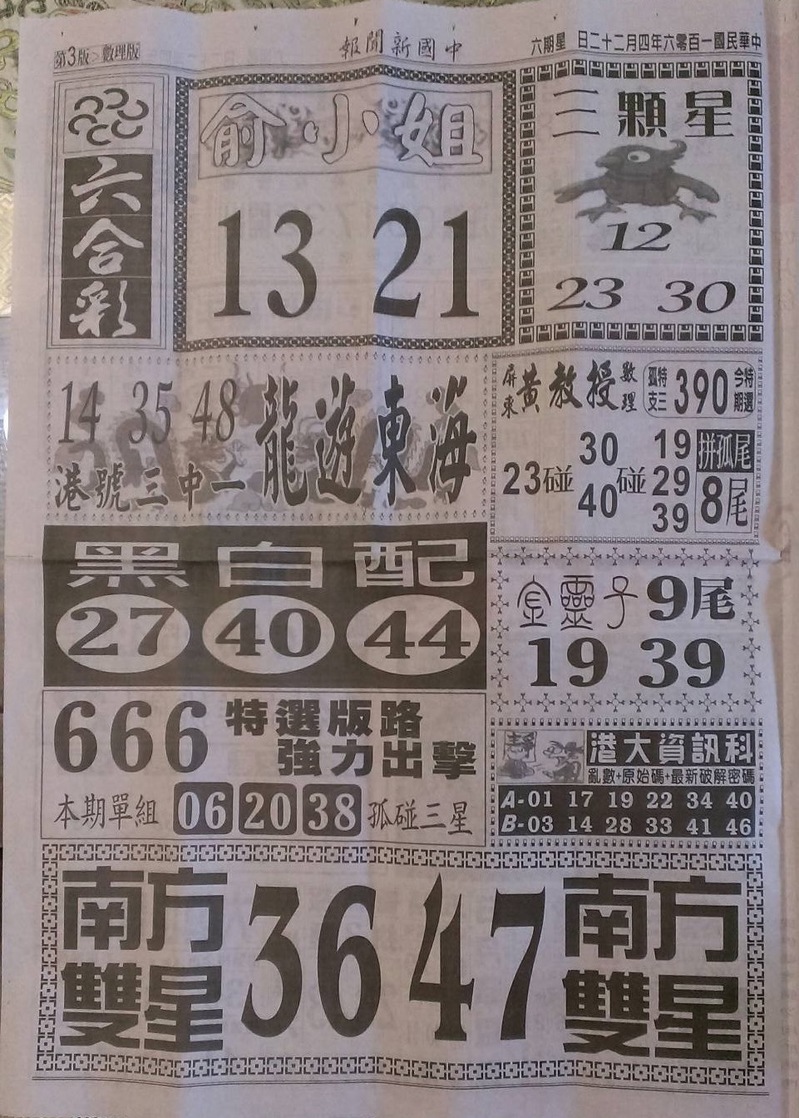 第3版>數理版
報聞新國中
六期星 日二十二月四年六零百一國民華中
六合彩
俞小姐
13 21
三顆星
12
23 30
14 35 48
港號三中一
龍遊東海
屏東黃教授數理
孤特支三 390 今特期選
23碰
30
40
碰
19
29
39
拼孤尾
8尾
黑白配
27 40 44
金靈子 9尾
19 39
666 特選版路
強力出擊
本期單組 06 20 38 孤碰三星
港大資訊科
亂數+原始碼+最新破解密碼
A-01 17 19 22 34 40
B-03 14 28 33 41 46
南方雙星
36 47
南方雙星